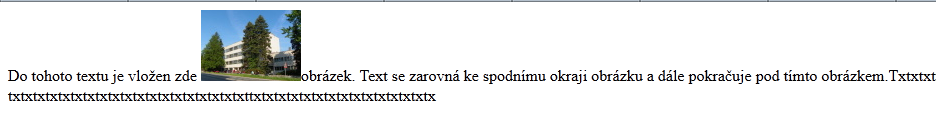 Do tohoto textu je vložen zde obrázek. Text se zarovná ke spodnímu okraji obrázku a dále pokračuje pod tímto obrázkem.Txtxtxt
txtxtxtxtxtxtxtxtxtxtxtxtxtxtxtxtxtxtxttxtxtxtxtxtxtxtxtxtxtxtxtxtxtx